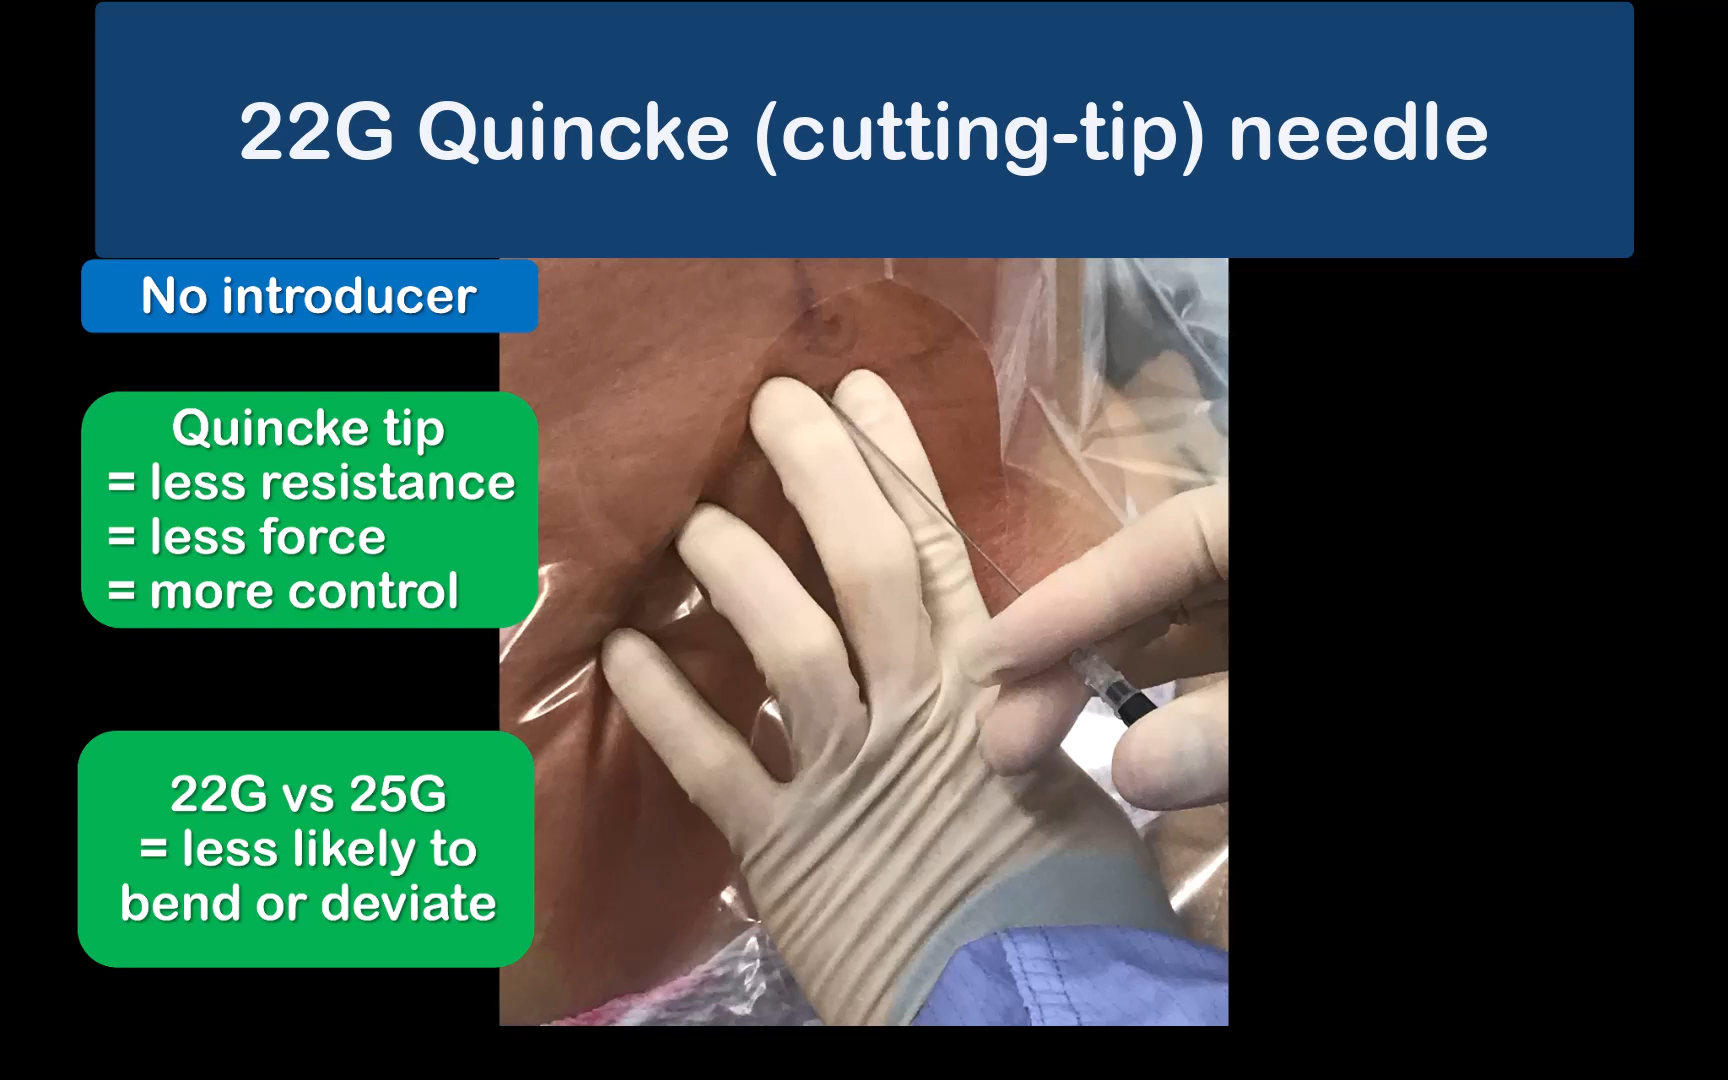 22G Quincke (cutting-tip) needle
No introducer
Quincke tip
= less resistance
= less force
= more control
22G vs 25G
= less likely to
bend or deviate